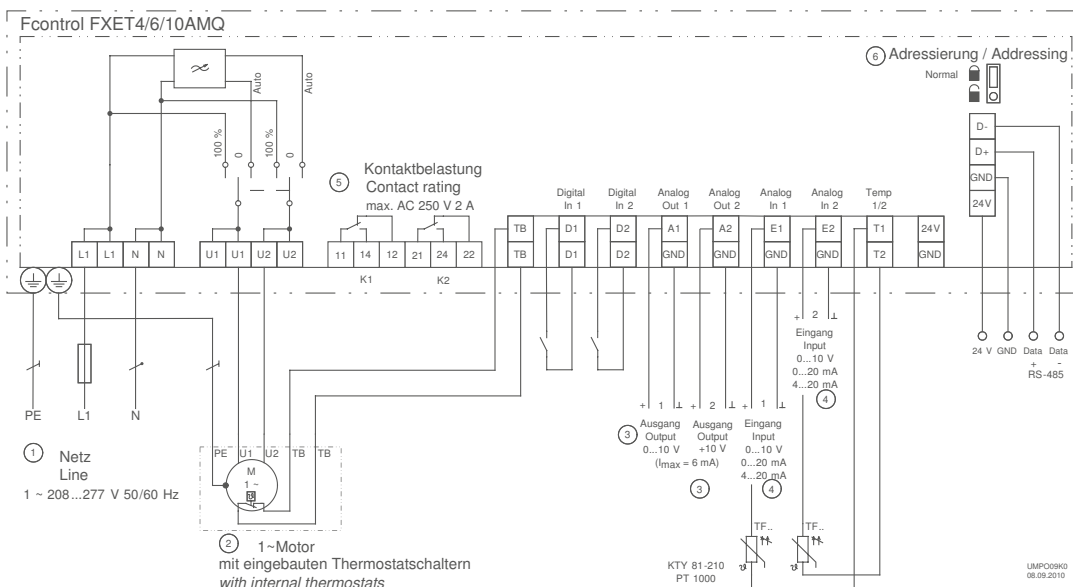 Fcontrol FXET4/6/10AMQ
6 Adressierung / Addressing
Normal
Auto
Auto
100 %
0
100 %
0
D-
D+
GND
24V
5 Kontaktbelastung
Contact rating
max. AC 250 V 2 A
Digital In 1
Digital In 2
Analog Out 1
Analog Out 2
Analog In 1
Analog In 2
Temp 1/2
TB D1 D2 A1 A2 E1 E2 T1 24V
L1 L1 N N U1 U1 U2 U2 11 14 12 21 24 22 TB D1 D2 GND GND GND GND T2 GND
K1 K2
+ 2 ⊥
Eingang
Input
0...10 V
0...20 mA
4...20 mA
4
24 V GND Data + Data -
RS-485
PE L1 N
1 Netz
Line
1 ~ 208...277 V 50/60 Hz
+ 1 ⊥
3 Ausgang
Output
0...10 V
+ 2 ⊥
Ausgang
Output
+10 V
(Imax = 6 mA)
3
+ 1 ⊥
Eingang
Input
0...10 V
0...20 mA
4...20 mA
4
PE U1 U2 TB TB
M
1 ~
ϑ
2 1~Motor
mit eingebauten Thermostatschaltern
with internal thermostats
TF.. TF..
ϑ ϑ
KTY 81-210
PT 1000
UMPO09K0
08.09.2010